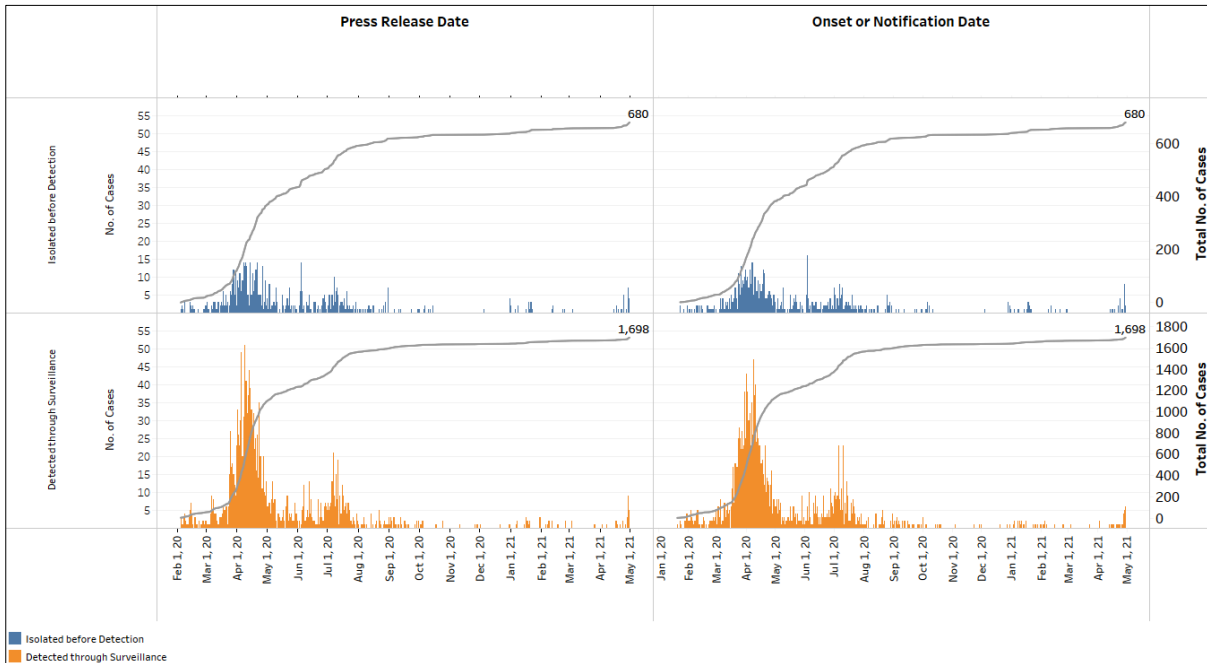 Press Release Date
Onset or Notification Date
Isolated before Detection
No. of Cases
55
50
45
40
35
30
25
20
15
10
5
680
680
600
400
200
0
Total No. of Cases
Detected through Surveillance
No. of Cases
55
50
45
40
35
30
25
20
15
10
5
1,698
1,698
1800
1600
1400
1200
1000
800
600
400
200
0
Total No. of Cases
Feb 1, 20
Mar 1, 20
Apr 1, 20
May 1, 20
Jun 1, 20
Jul 1, 20
Aug 1, 20
Sep 1, 20
Oct 1, 20
Nov 1, 20
Dec 1, 20
Jan 1, 21
Feb 1, 21
Mar 1, 21
Apr 1, 21
May 1, 21
Jan 1, 20
Feb 1, 20
Mar 1, 20
Apr 1, 20
May 1, 20
Jun 1, 20
Jul 1, 20
Aug 1, 20
Sep 1, 20
Oct 1, 20
Nov 1, 20
Dec 1, 20
Jan 1, 21
Feb 1, 21
Mar 1, 21
Apr 1, 21
May 1, 21
Isolated before Detection
Detected through Surveillance